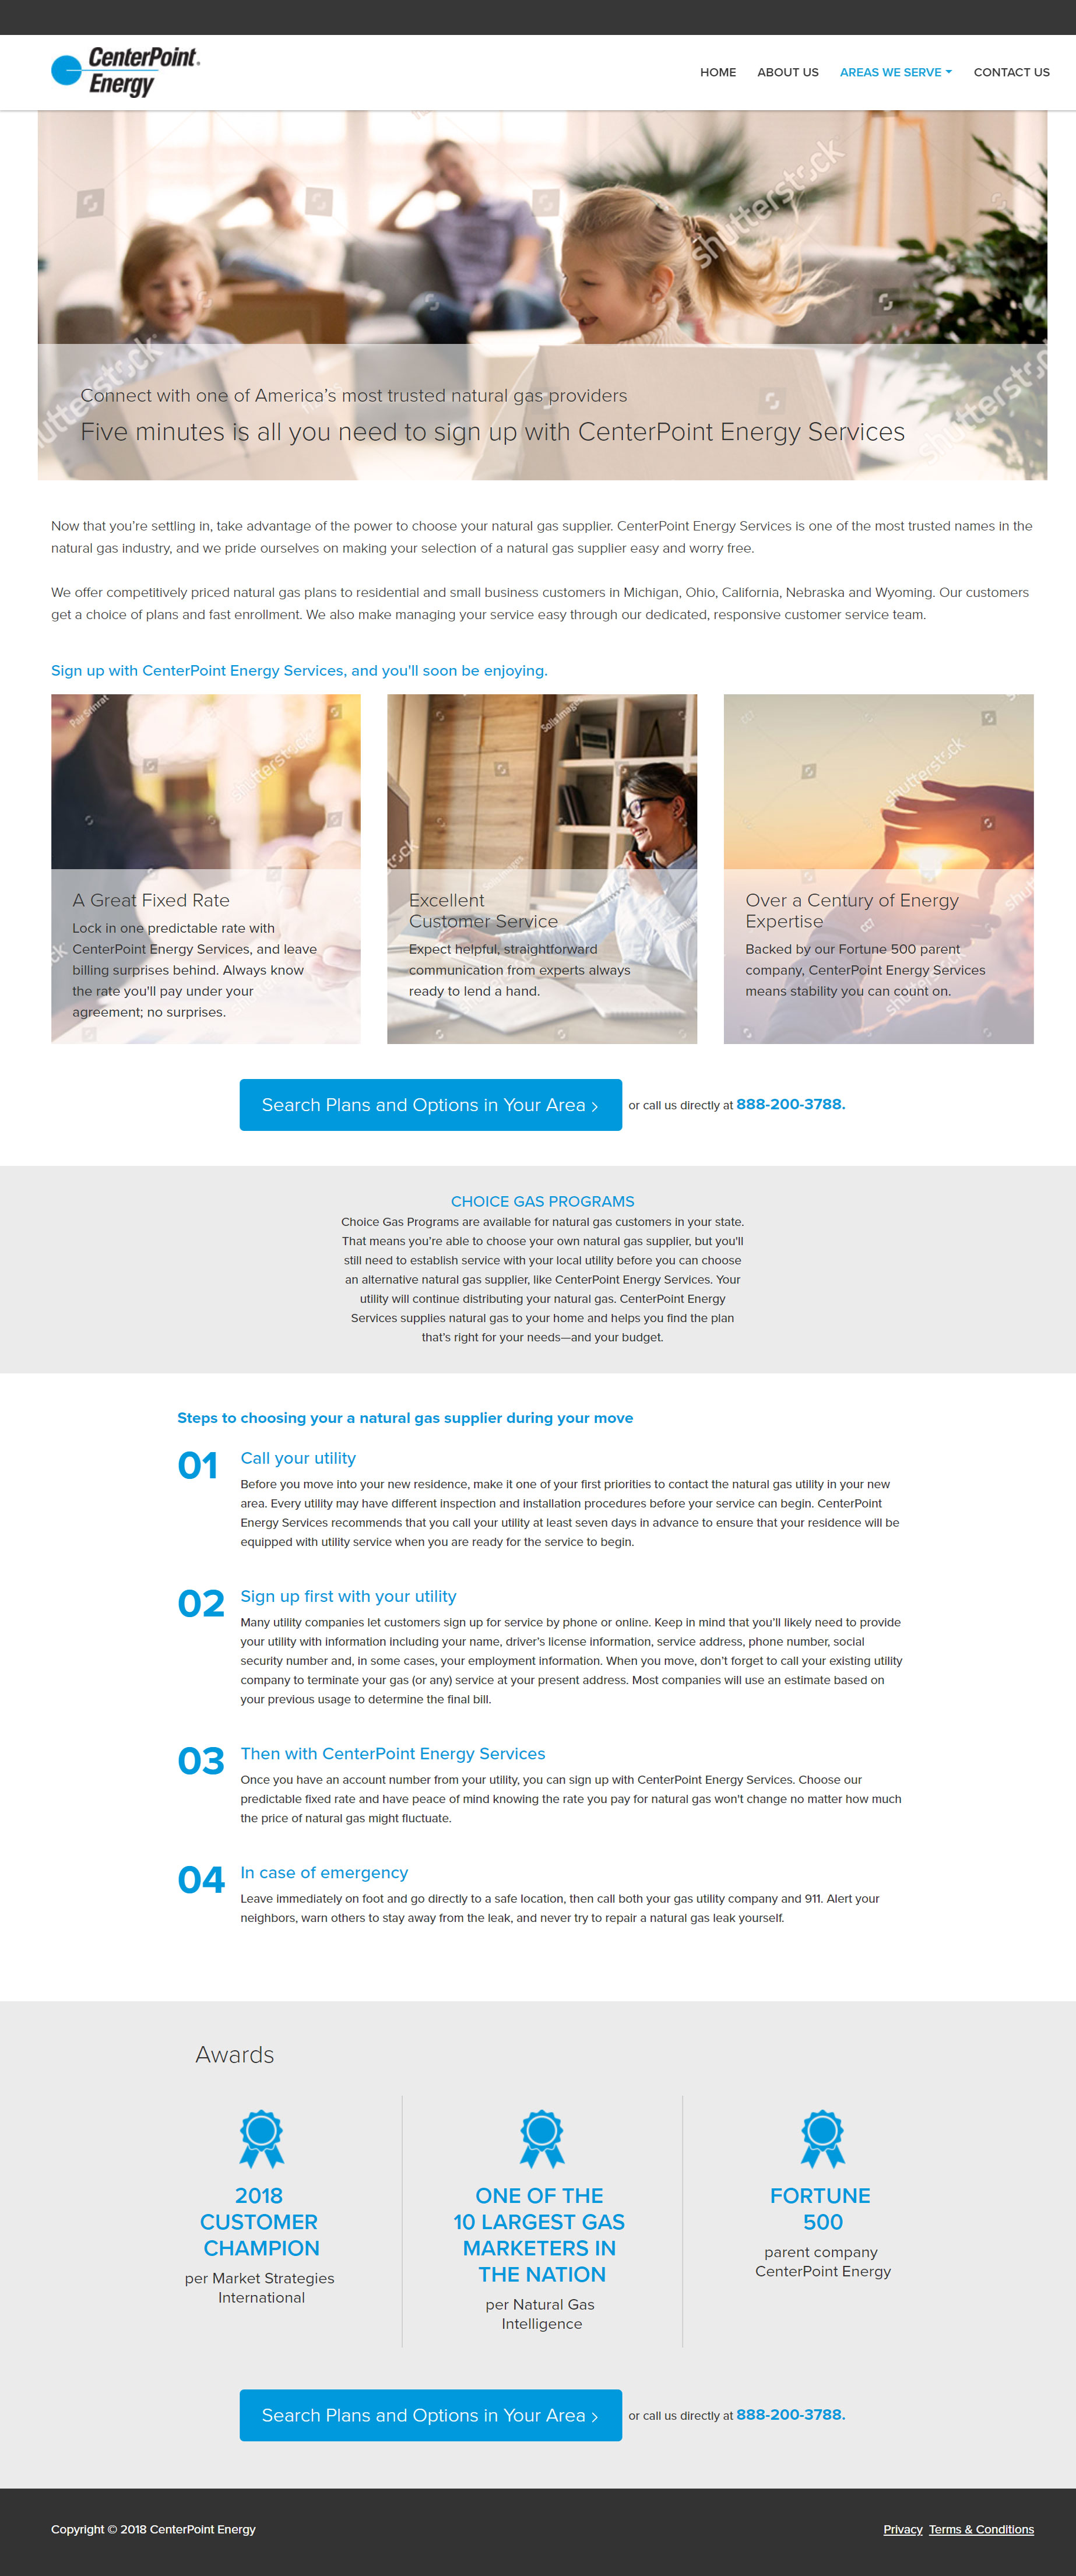 CenterPoint.
Energy
HOME ABOUT US AREAS WE SERVE CONTACT US
shutterstock
Connect with one of America’s most trusted natural gas providers
Five minutes is all you need to sign up with CenterPoint Energy Services
Now that you’re settling in, take advantage of the power to choose your natural gas supplier. CenterPoint Energy Services is one of the most trusted names in the
natural gas industry, and we pride ourselves on making your selection of a natural gas supplier easy and worry free.
We offer competitively priced natural gas plans to residential and small business customers in Michigan, Ohio, California, Nebraska and Wyoming. Our customers
get a choice of plans and fast enrollment. We also make managing your service easy through our dedicated, responsive customer service team.
Sign up with CenterPoint Energy Services, and you'll soon be enjoying.
A Great Fixed Rate
Lock in one predictable rate with
CenterPoint Energy Services, and leave
billing surprises behind. Always know
the rate you'll pay under your
agreement; no surprises.
Excellent
Customer Service
Expect helpful, straightforward
communication from experts always
ready to lend a hand.
shutterstock
Over a Century of Energy
Expertise
Backed by our Fortune 500 parent
company, CenterPoint Energy Services
means stability you can count on.
Search Plans and Options in Your Area › or call us directly at 888-200-3788.
CHOICE GAS PROGRAMS
Choice Gas Programs are available for natural gas customers in your state.
That means you’re able to choose your own natural gas supplier, but you'll
still need to establish service with your local utility before you can choose
an alternative natural gas supplier, like CenterPoint Energy Services. Your
utility will continue distributing your natural gas. CenterPoint Energy
Services supplies natural gas to your home and helps you find the plan
that’s right for your needs—and your budget.
Steps to choosing your a natural gas supplier during your move
01 Call your utility
Before you move into your new residence, make it one of your first priorities to contact the natural gas utility in your new
area. Every utility may have different inspection and installation procedures before your service can begin. CenterPoint
Energy Services recommends that you call your utility at least seven days in advance to ensure that your residence will be
equipped with utility service when you are ready for the service to begin.
02 Sign up first with your utility
Many utility companies let customers sign up for service by phone or online. Keep in mind that you’ll likely need to provide
your utility with information including your name, driver’s license information, service address, phone number, social
security number and, in some cases, your employment information. When you move, don’t forget to call your existing utility
company to terminate your gas (or any) service at your present address. Most companies will use an estimate based on
your previous usage to determine the final bill.
03 Then with CenterPoint Energy Services
Once you have an account number from your utility, you can sign up with CenterPoint Energy Services. Choose our
predictable fixed rate and have peace of mind knowing the rate you pay for natural gas won't change no matter how much
the price of natural gas might fluctuate.
04 In case of emergency
Leave immediately on foot and go directly to a safe location, then call both your gas utility company and 911. Alert your
neighbors, warn others to stay away from the leak, and never try to repair a natural gas leak yourself.
Awards
2018
CUSTOMER
CHAMPION
per Market Strategies
International
ONE OF THE
10 LARGEST GAS
MARKETERS IN
THE NATION
per Natural Gas
Intelligence
FORTUNE
500
parent company
CenterPoint Energy
Search Plans and Options in Your Area › or call us directly at 888-200-3788.
Copyright © 2018 CenterPoint Energy Privacy Terms & Conditions